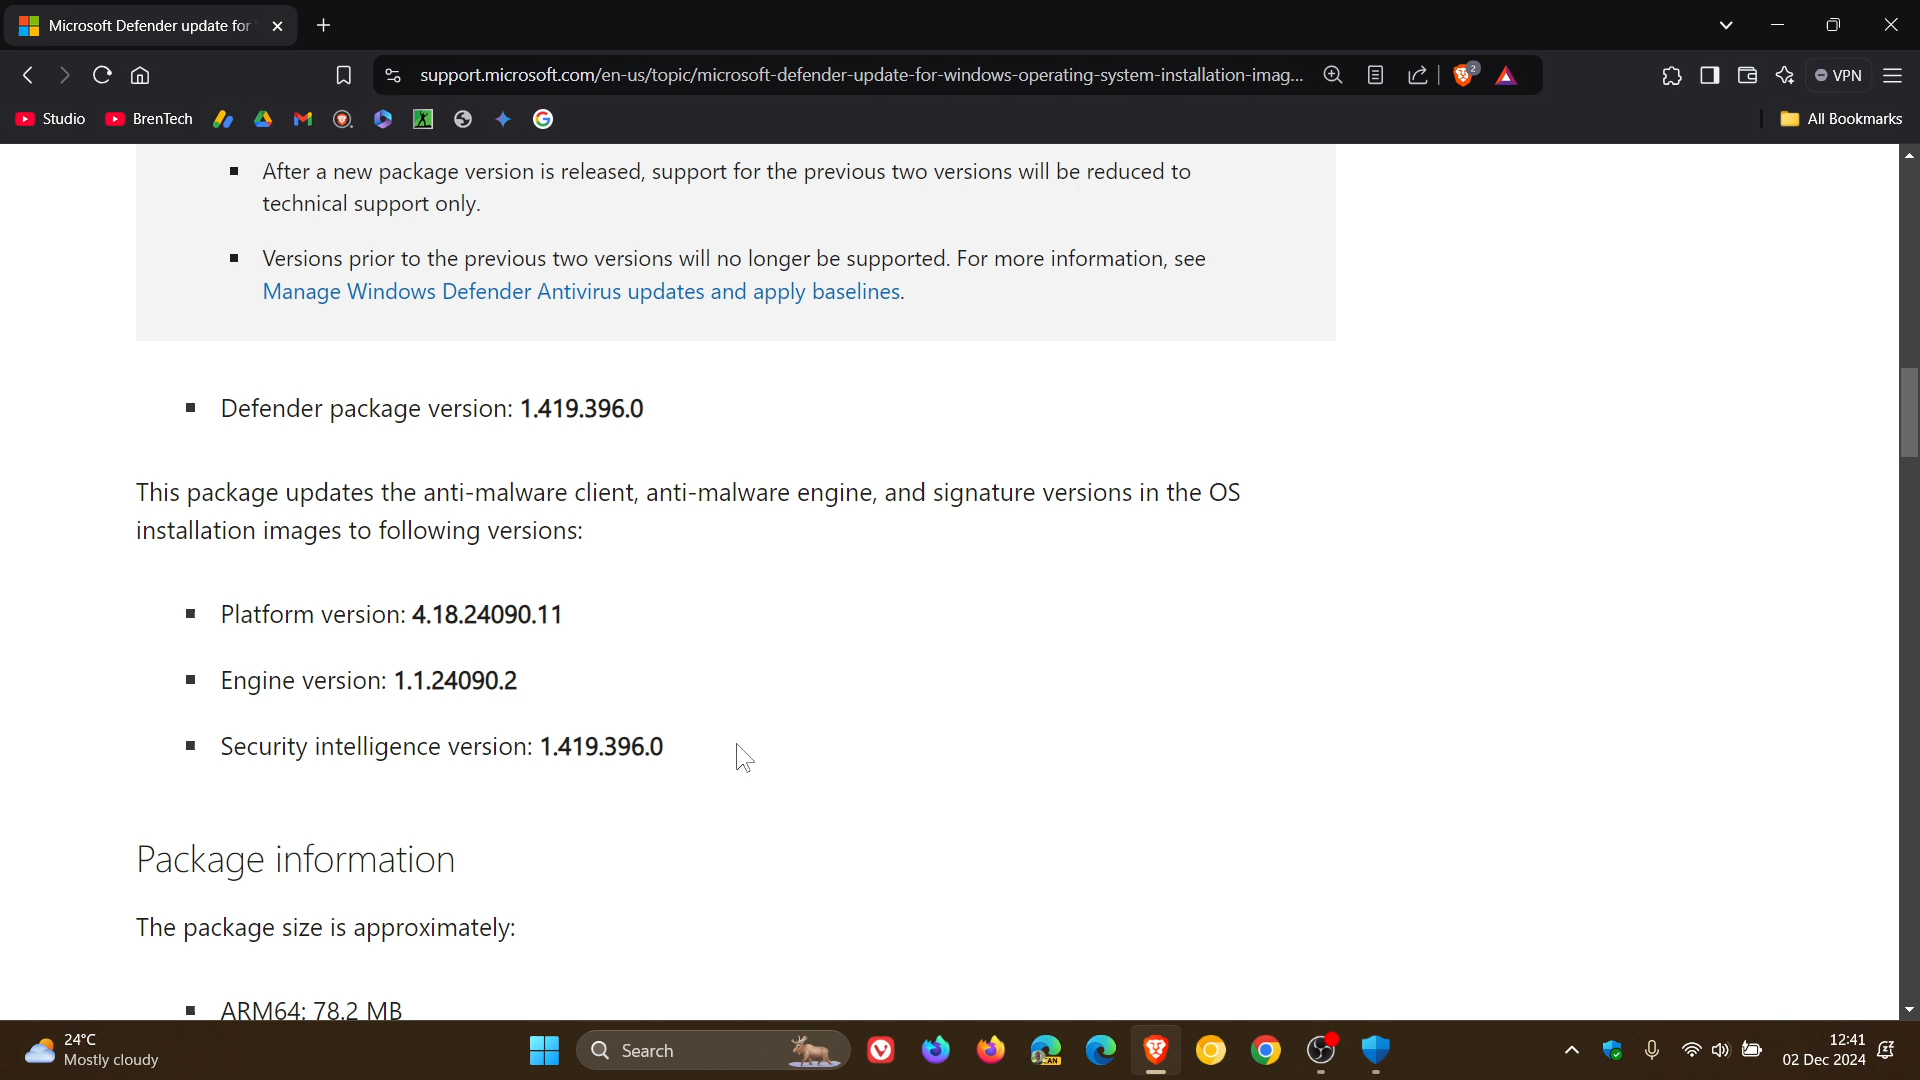 Microsoft Defender update for
support.microsoft.com/en-us/topic/microsoft-defender-update-for-windows-operating-system-installation-imag...
2
VPN
Studio
BrenTech
All Bookmarks
After a new package version is released, support for the previous two versions will be reduced to
technical support only.
Versions prior to the previous two versions will no longer be supported. For more information, see
Manage Windows Defender Antivirus updates and apply baselines.
Defender package version: 1.419.396.0
This package updates the anti-malware client, anti-malware engine, and signature versions in the OS
installation images to following versions:
Platform version: 4.18.24090.11
Engine version: 1.1.24090.2
Security intelligence version: 1.419.396.0
Package information
The package size is approximately:
ARM64: 78.2 MB
24°C
Mostly cloudy
Search
CAN
12:41
02 Dec 2024